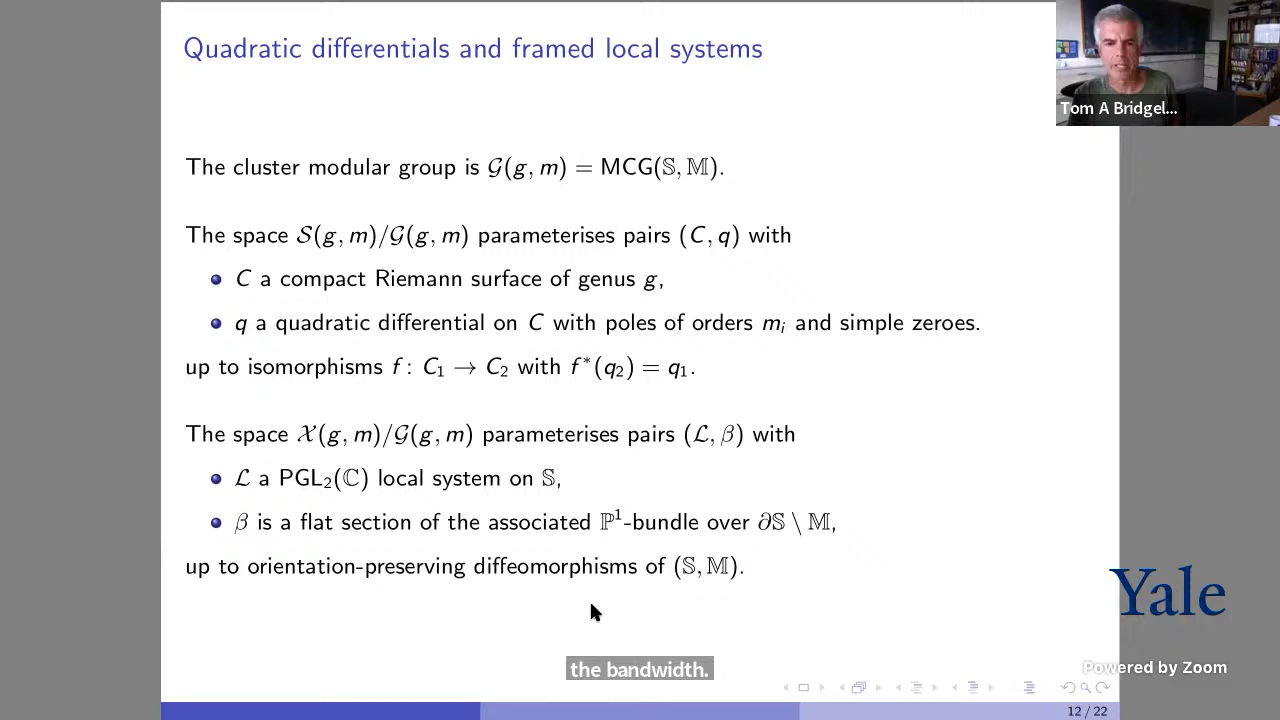 Quadratic differentials and framed local systems
Tom A Bridgel...
The cluster modular group is 𝒢(g, m) = MCG(𝕊, 𝕄).
The space 𝒮(g, m)/𝒢(g, m) parameterises pairs (C, q) with
C a compact Riemann surface of genus g,
q a quadratic differential on C with poles of orders mᵢ and simple zeroes.
up to isomorphisms f : C₁ → C₂ with f*(q₂) = q₁.
The space 𝒳(g, m)/𝒢(g, m) parameterises pairs (ℒ, β) with
ℒ a PGL₂(ℂ) local system on 𝕊,
β is a flat section of the associated ℙ¹-bundle over ∂𝕊 \ 𝕄,
up to orientation-preserving diffeomorphisms of (𝕊, 𝕄).
Yale
the bandwidth.
Powered by Zoom
12 / 22